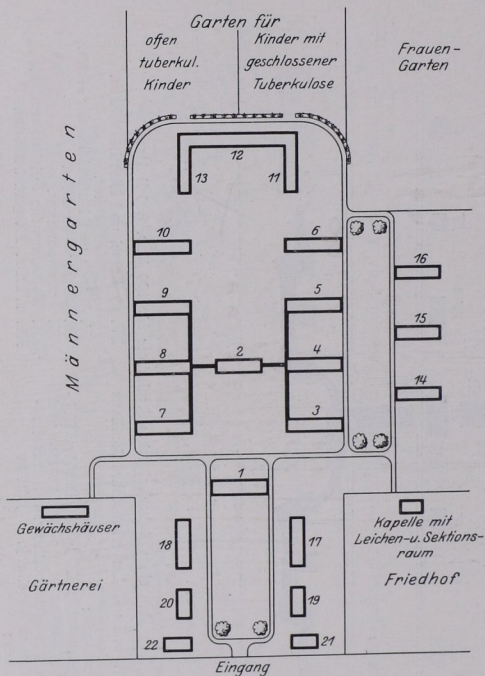 Garten für
offen
tuberkul.
Kinder
Kinder mit
geschlossener
Tuberkulose
Frauen-
Garten
Männergarten
12
13
11
10
6
16
9
5
15
8
2
4
14
7
3
1
Gewächshäuser
Kapelle mit
Leichen-u. Sektions-
raum
18
17
Gärtnerei
Friedhof
20
19
22
21
Eingang